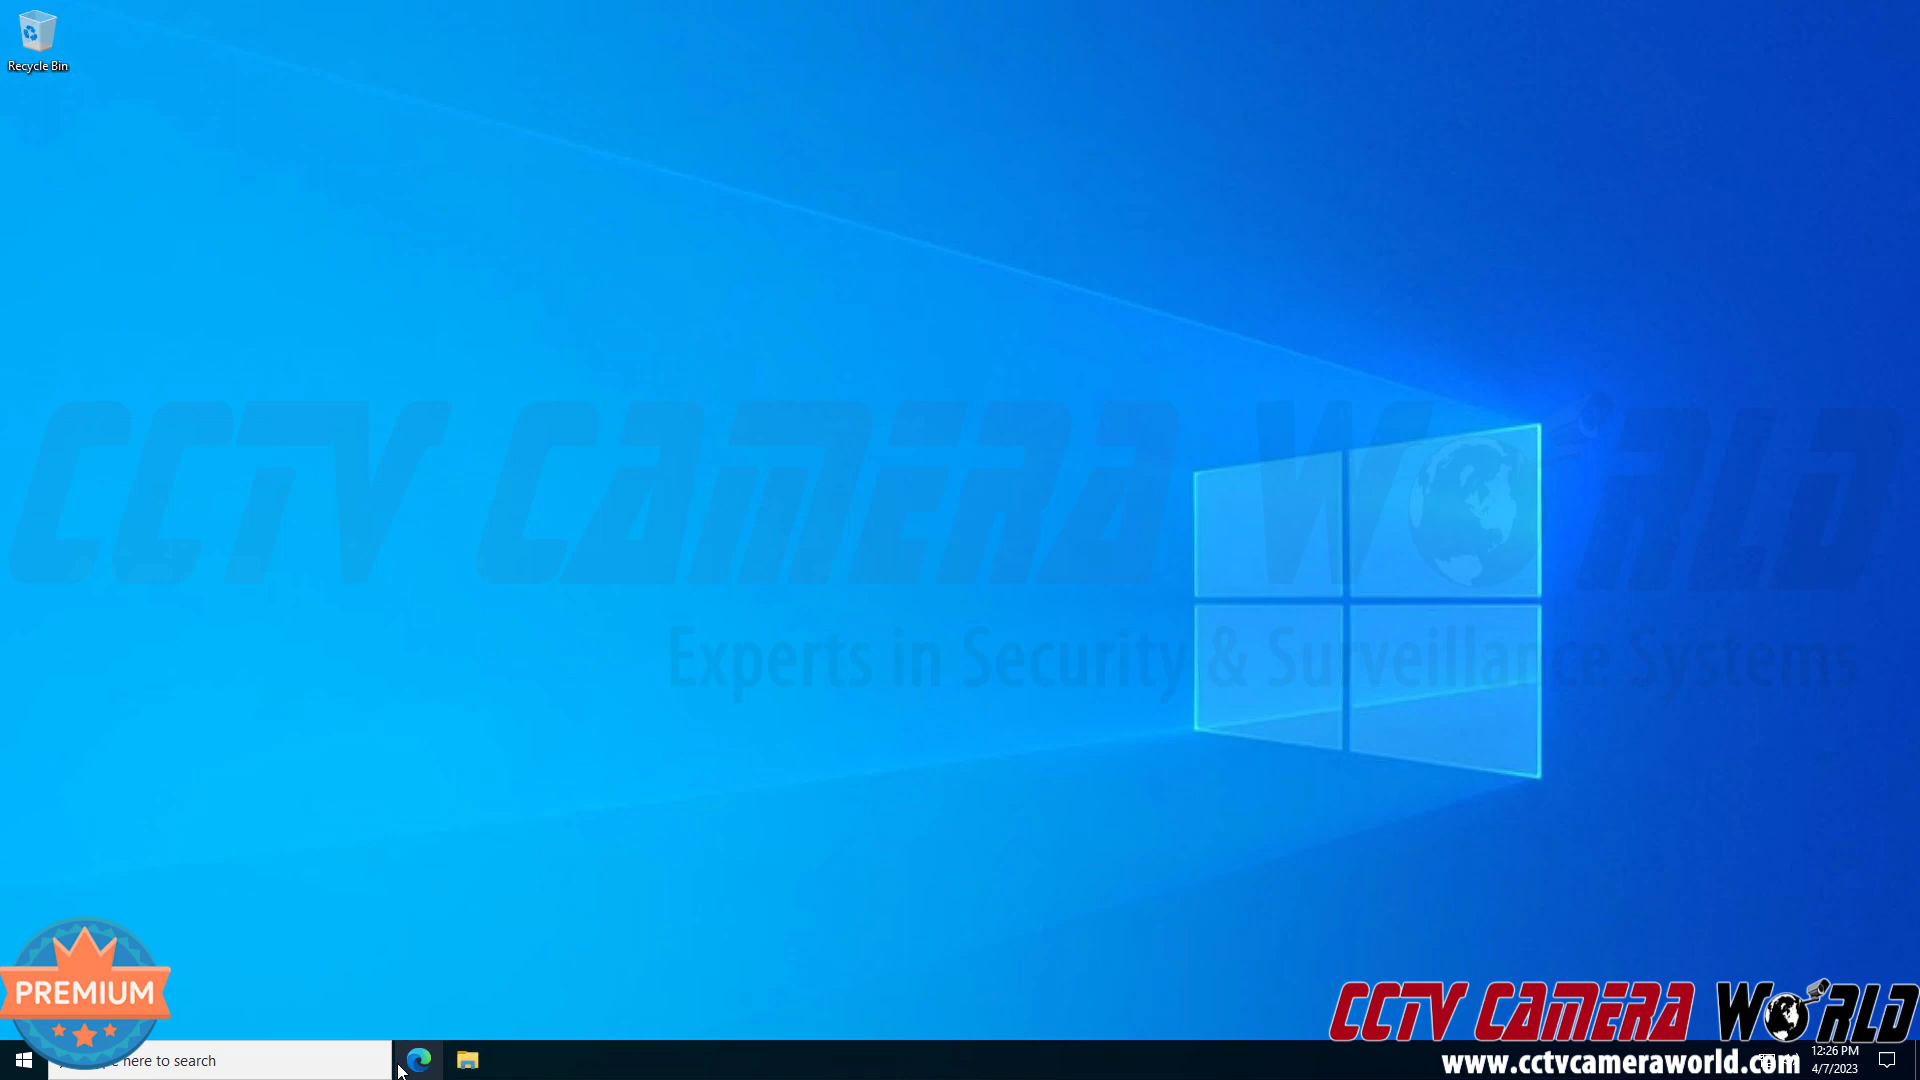 Recycle Bin
CCTV CAMERA WORLD
Experts in Security & Surveillance Systems
PREMIUM
CCTV CAMERA WORLD
here to search
www.cctvcameraworld.com
12:26 PM
4/7/2023